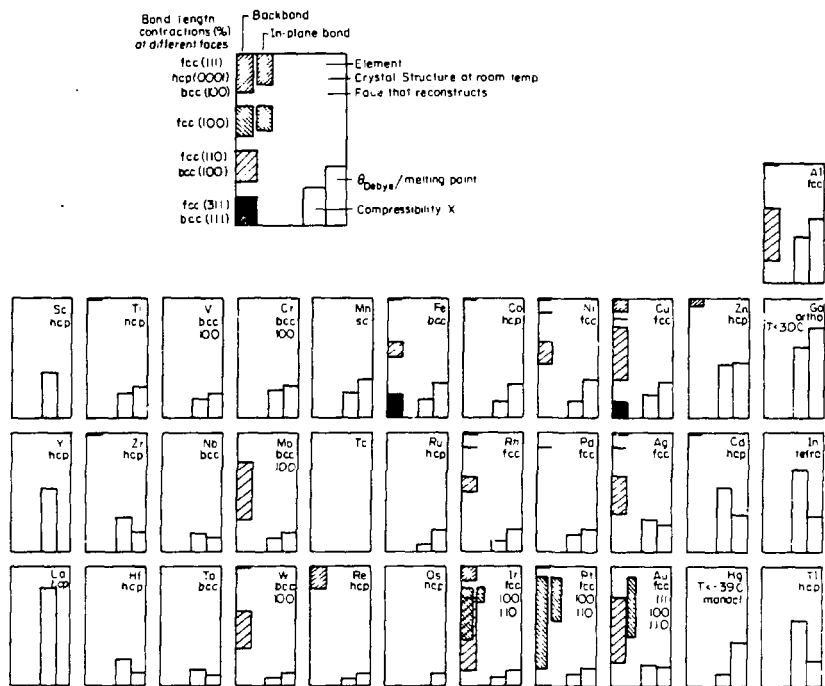 Bond length
contractions (%)
at different faces
Backband
In-plane bond
fcc(111)
hcp(0001)
bcc(100)
fcc(100)
fcc(110)
bcc(100)
fcc(311)
bcc(111)
Element
Crystal Structure at room temp
Face that reconstructs
θDebye/melting point
Compressibility X
Al
fcc
Sc
hcp
Ti
hcp
V
bcc
100
Cr
bcc
100
Mn
sc
Fe
bcc
Co
hcp
Ni
fcc
Cu
fcc
Zn
hcp
Ga
ortho
T<30C
Y
hcp
Zr
hcp
Nb
bcc
Mo
bcc
100
Tc
Ru
hcp
Rh
fcc
Pd
fcc
Ag
fcc
Cd
hcp
In
La
hcp
Hf
hcp
Ta
bcc
W
bcc
100
Re
hcp
Os
hcp
Ir
fcc
100
110
Pt
fcc
100
110
Au
fcc
111
100
110
Hg
T<-39C
Tl
hcp